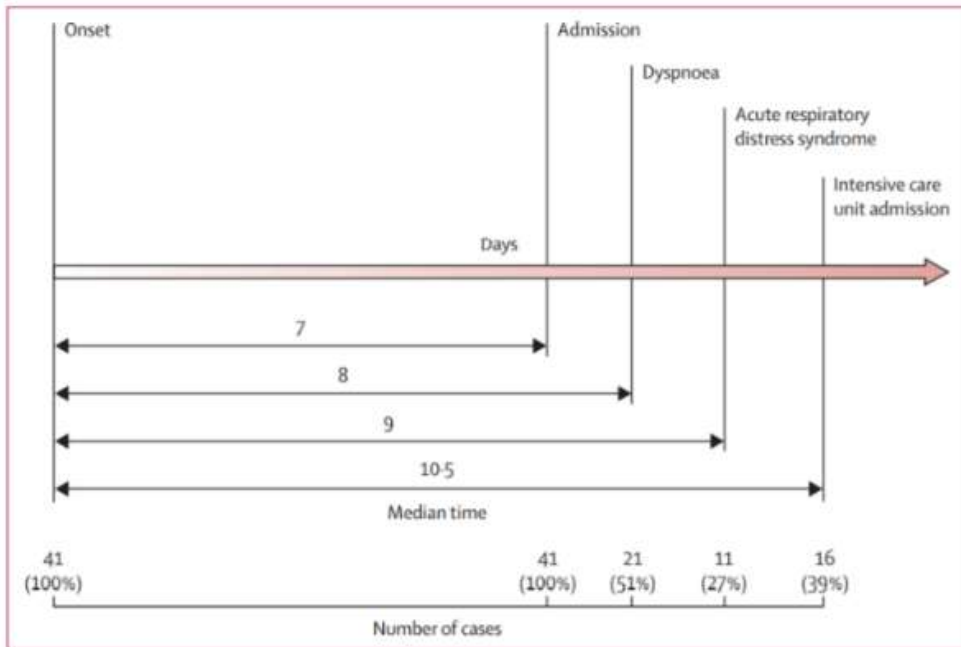 Onset
Admission
Dyspnoea
Acute respiratory
distress syndrome
Intensive care
unit admission
Days
7
8
9
10·5
Median time
41 41 21 11 16
(100%) (100%) (51%) (27%) (39%)
Number of cases